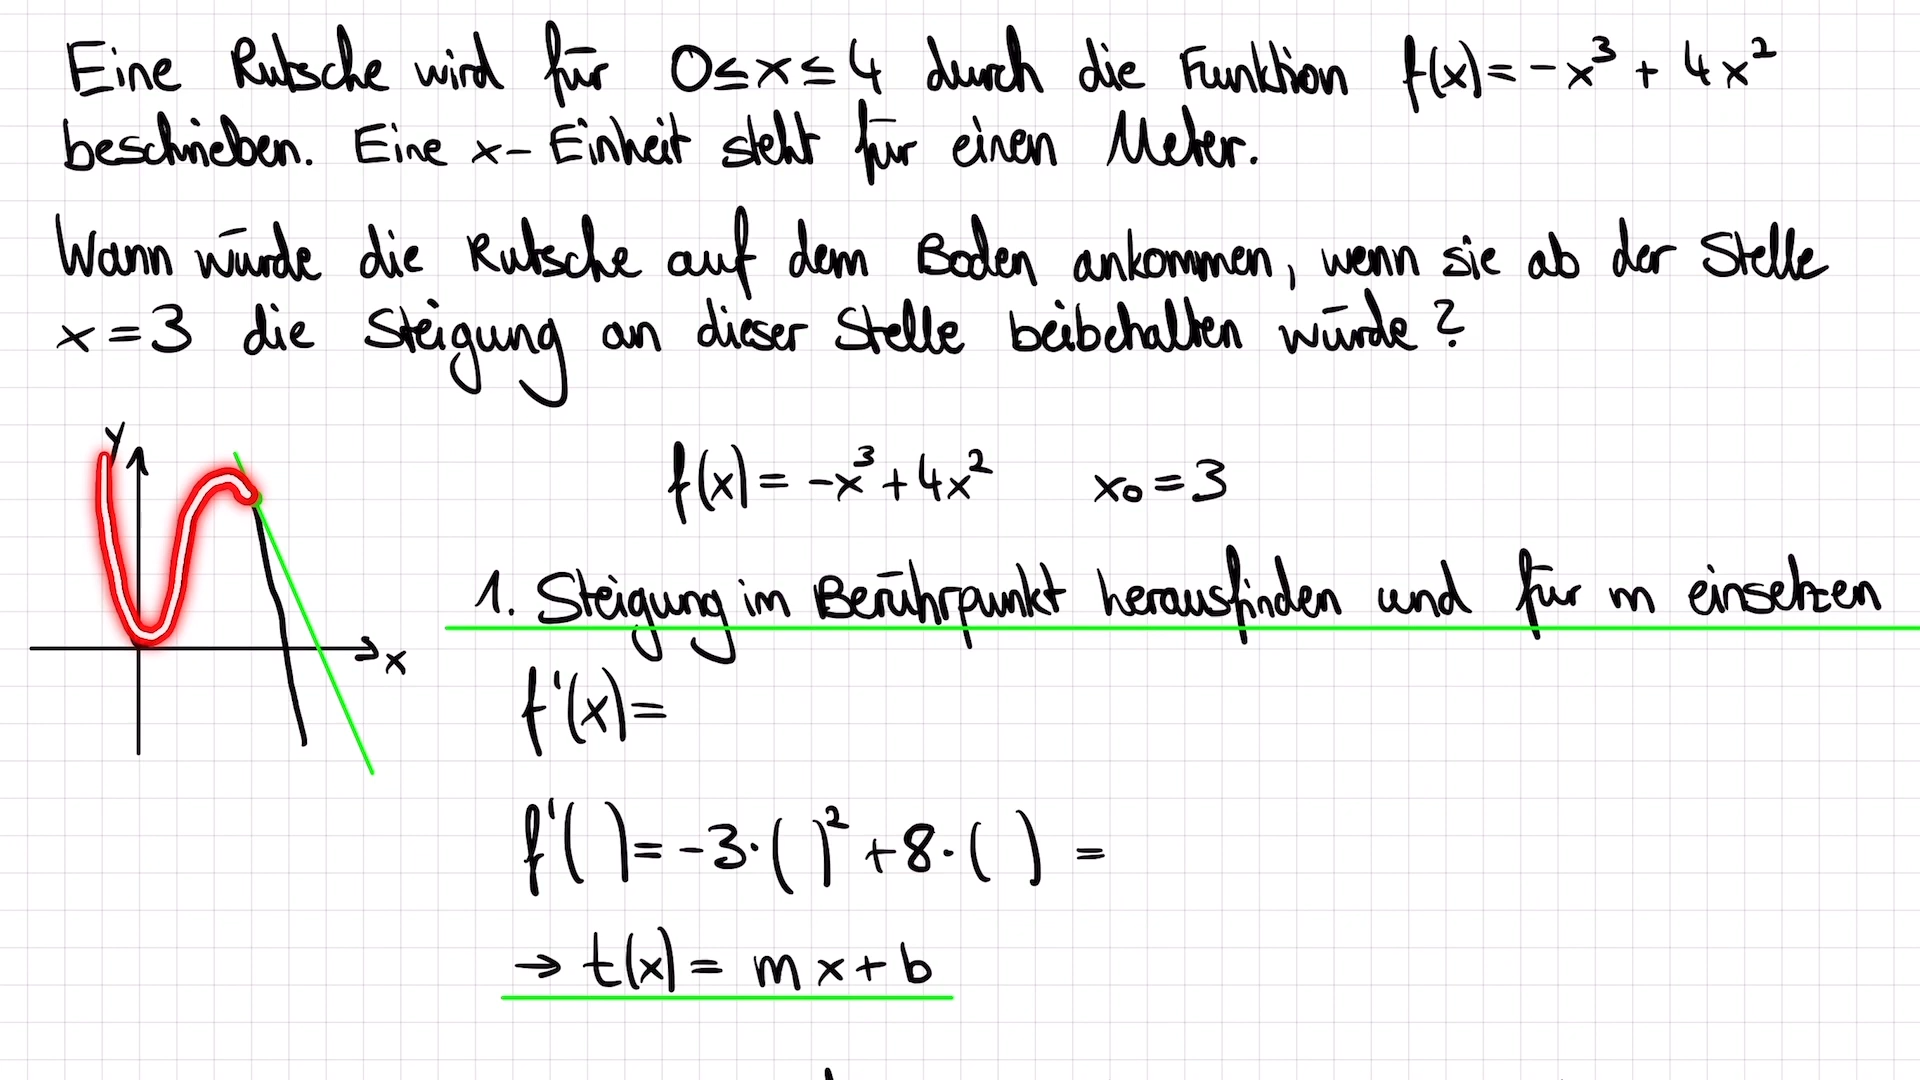 Eine Rutsche wird für 0≤x≤4 durch die Funktion f(x)=-x³+4x²
beschrieben. Eine x-Einheit steht für einen Meter.
Wann würde die Rutsche auf dem Boden ankommen, wenn sie ab der Stelle
x=3 die Steigung an dieser Stelle beibehalten würde?
y
x
f(x)=-x³+4x² x₀=3
1. Steigung im Berührpunkt herausfinden und für m einsetzen
f'(x)=
f'( )=-3·( )²+8·( )=
→ t(x)= mx+b